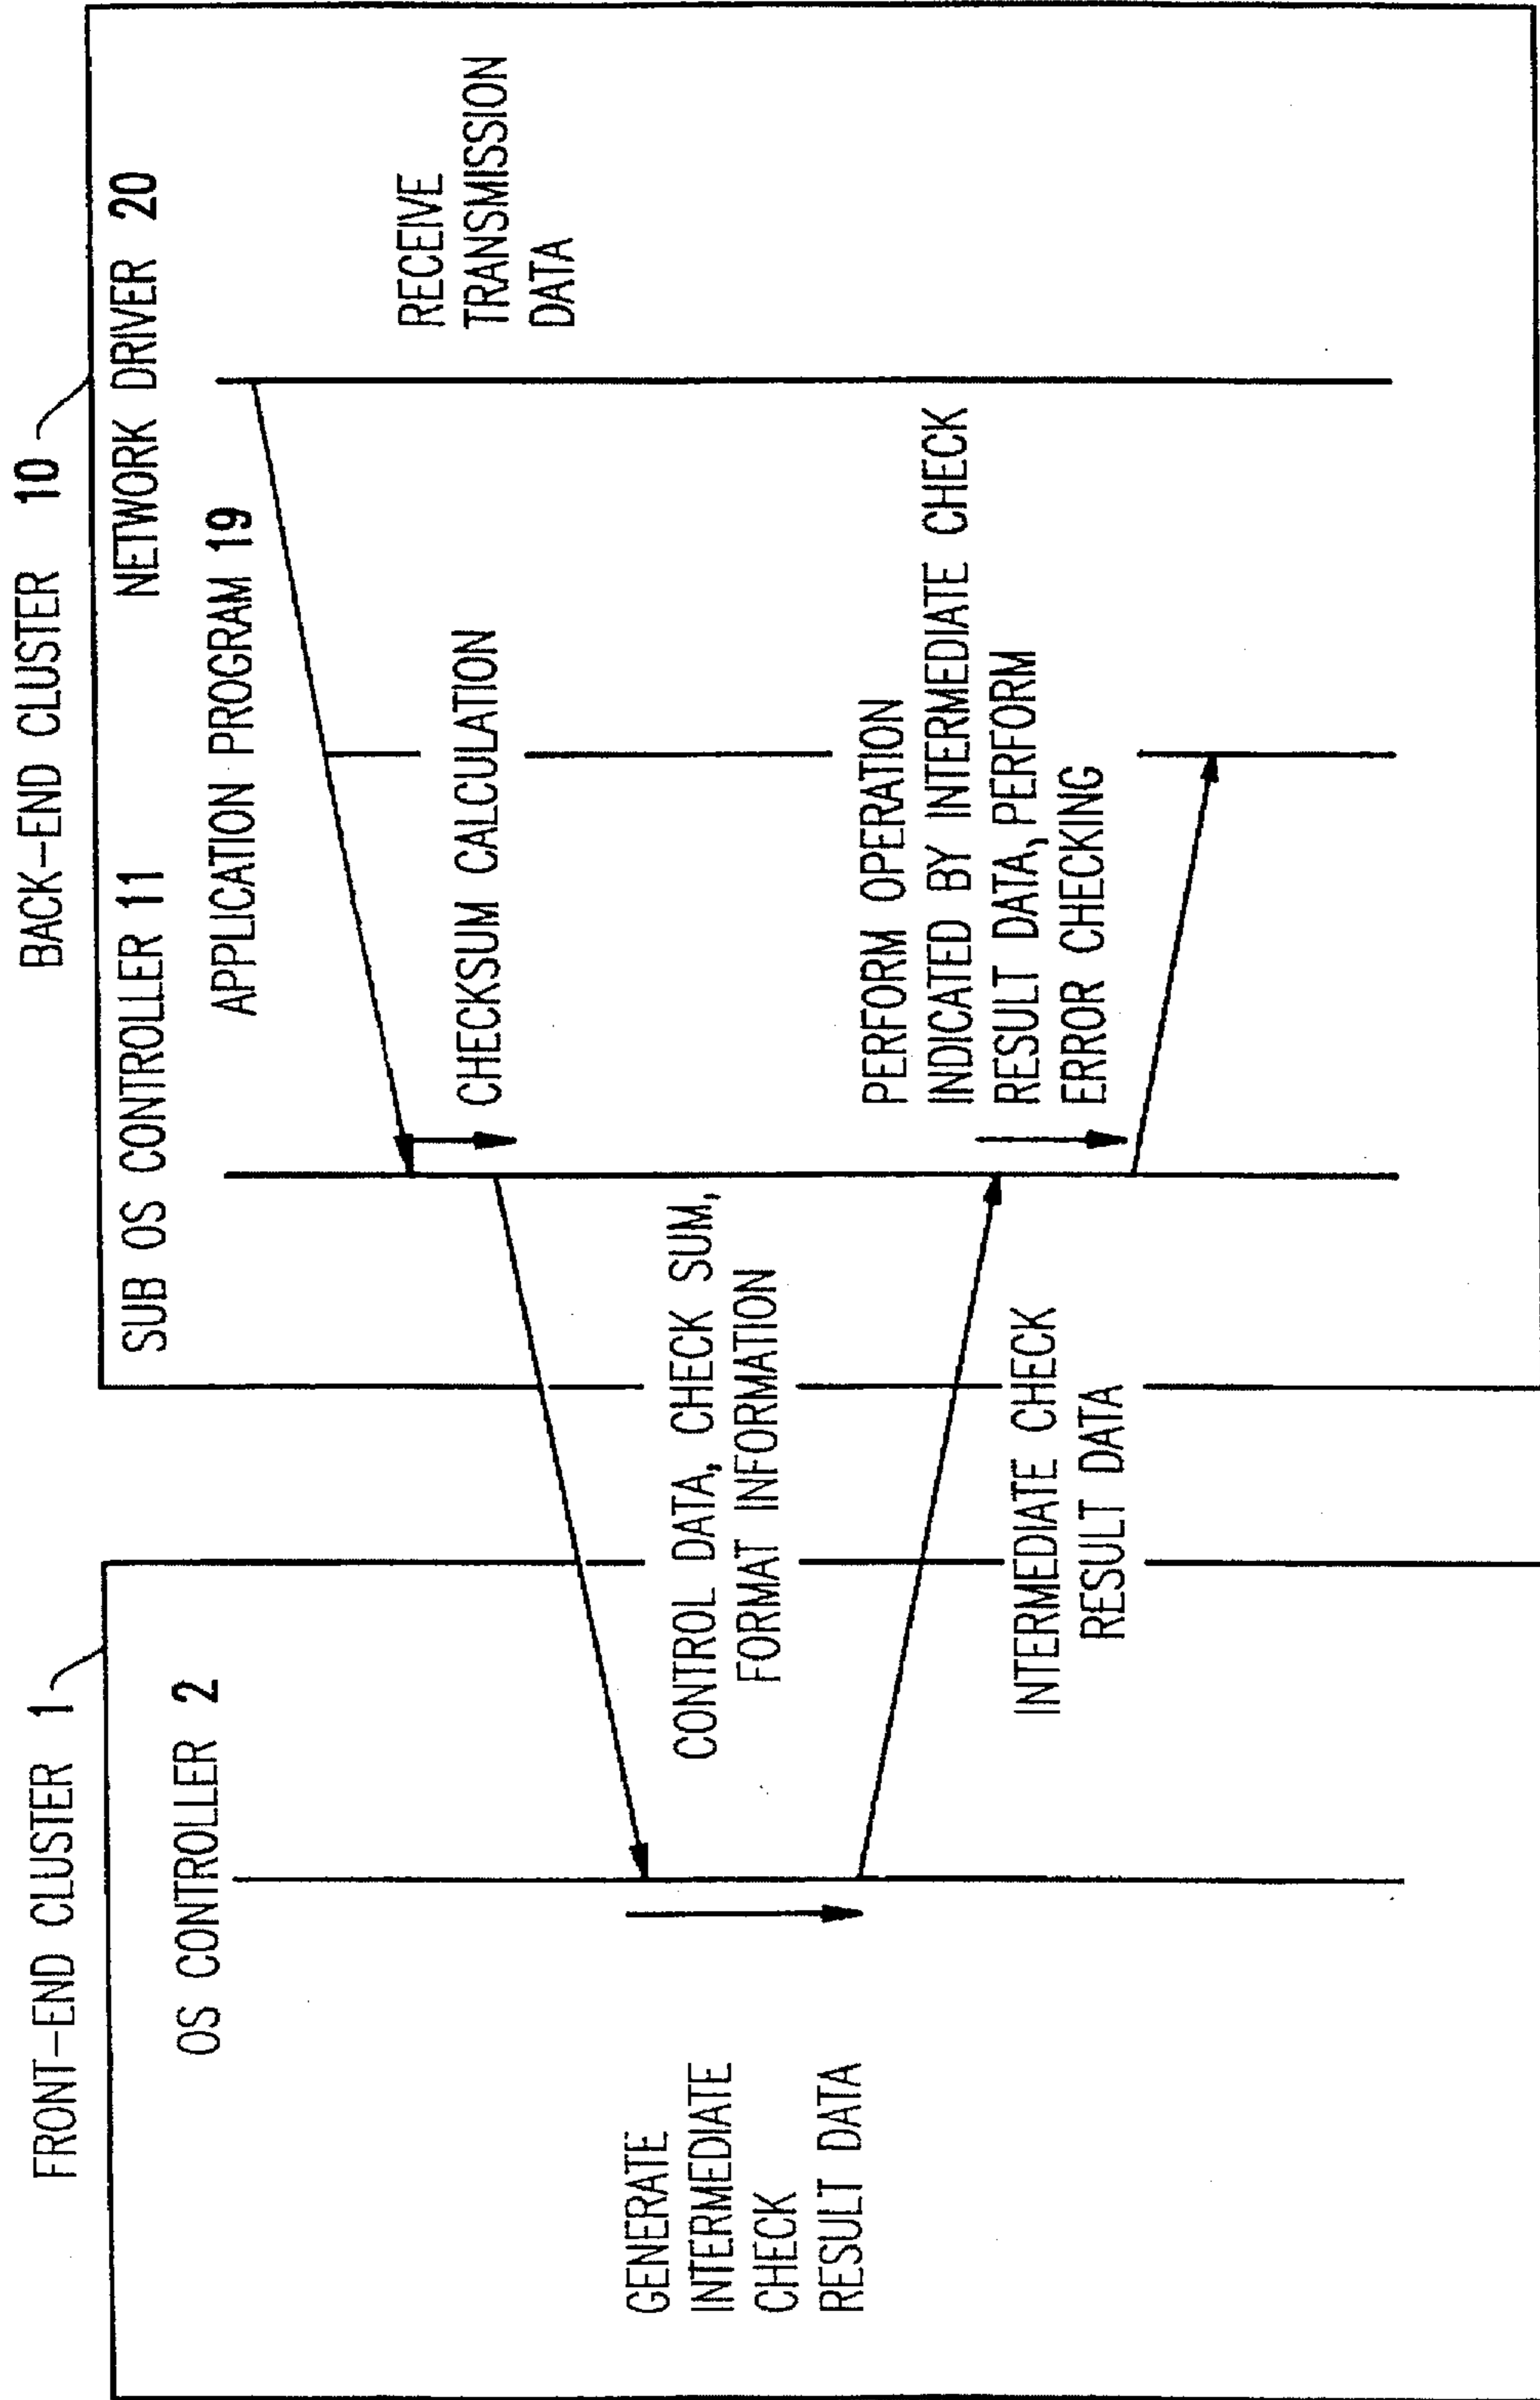 FRONT-END CLUSTER 1
OS CONTROLLER 2
GENERATE
INTERMEDIATE
CHECK
RESULT DATA
BACK-END CLUSTER 10
SUB OS CONTROLLER 11
APPLICATION PROGRAM 19
NETWORK DRIVER 20
RECEIVE
TRANSMISSION
DATA
CHECKSUM CALCULATION
CONTROL DATA, CHECK SUM,
FORMAT INFORMATION
PERFORM OPERATION
INDICATED BY INTERMEDIATE CHECK
RESULT DATA, PERFORM
ERROR CHECKING
INTERMEDIATE CHECK
RESULT DATA